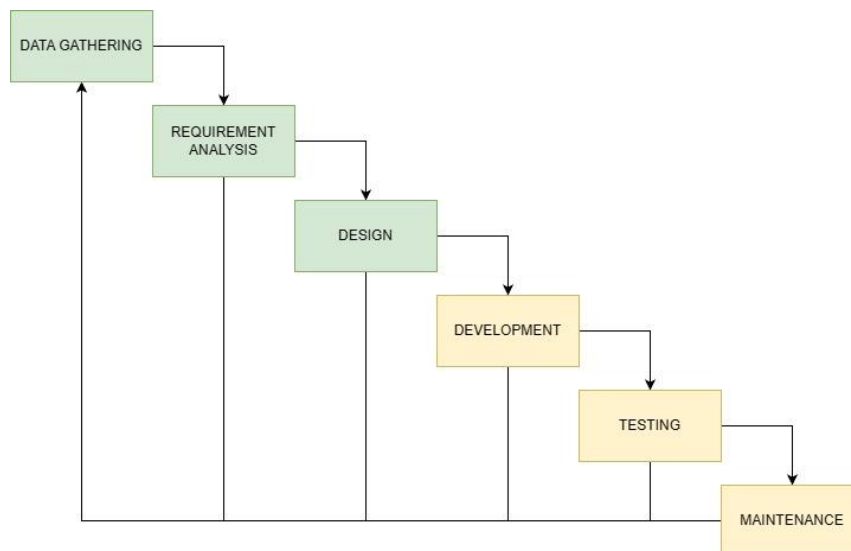 DATA GATHERING
REQUIREMENT
ANALYSIS
DESIGN
DEVELOPMENT
TESTING
MAINTENANCE